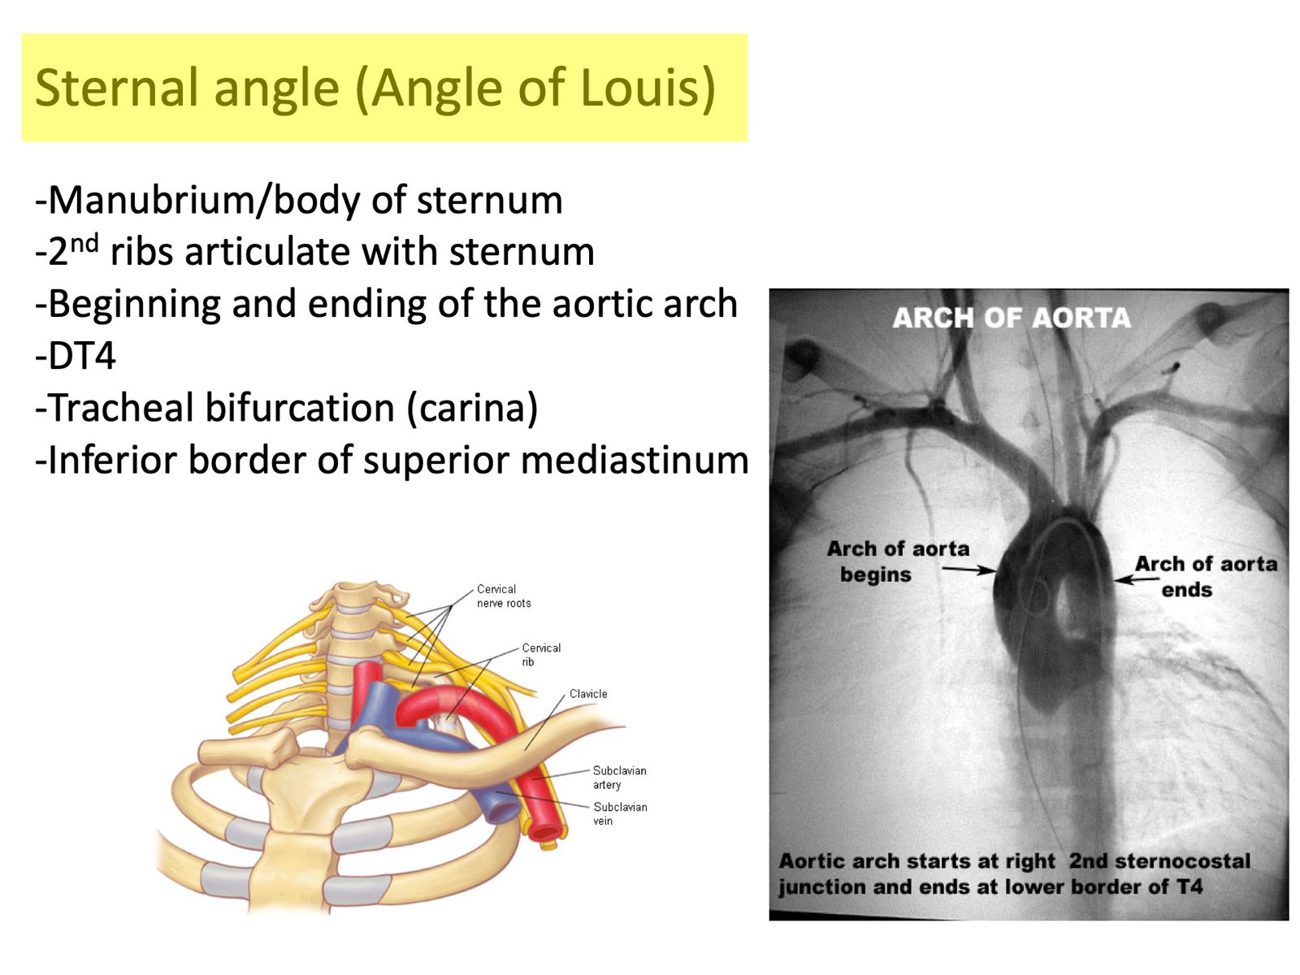 Sternal angle (Angle of Louis)
-Manubrium/body of sternum
-2nd ribs articulate with sternum
-Beginning and ending of the aortic arch
-DT4
-Tracheal bifurcation (carina)
-Inferior border of superior mediastinum
Cervical
nerve roots
Cervical
rib
Clavicle
Subclavian
artery
Subclavian
vein
ARCH OF AORTA
Arch of aorta
begins
Arch of aorta
ends
Aortic arch starts at right 2nd sternocostal
junction and ends at lower border of T4